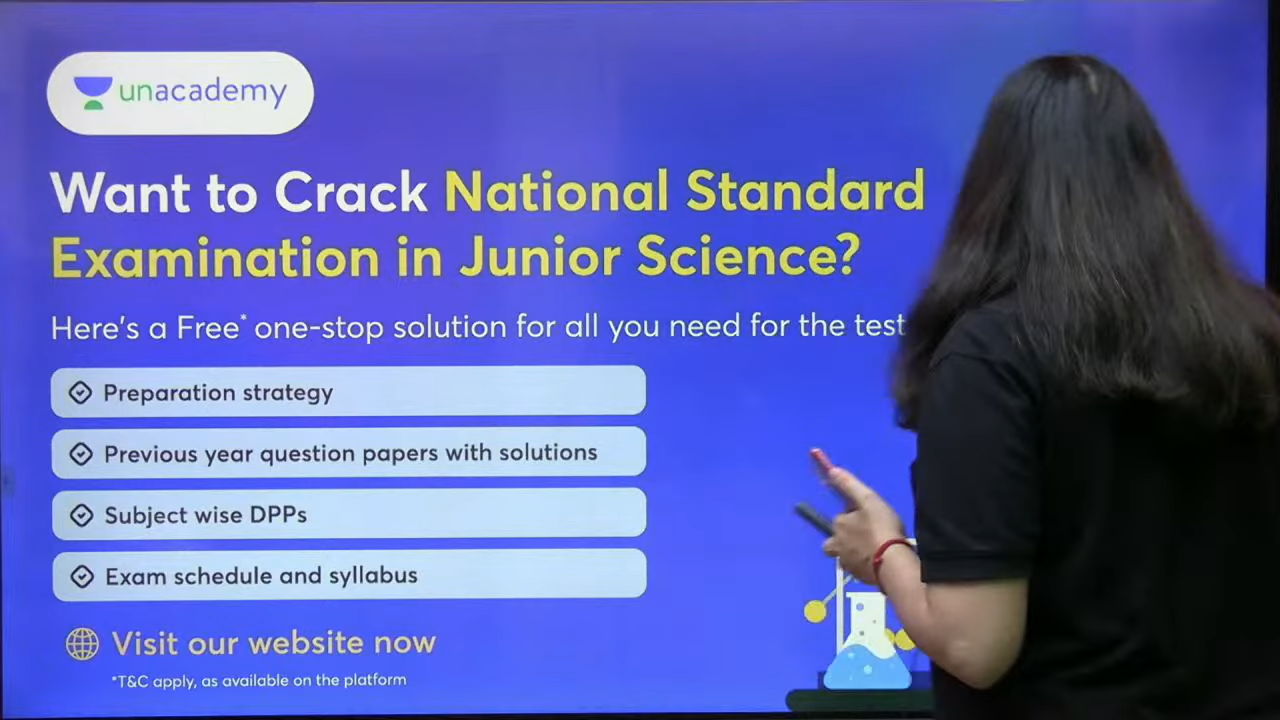 unacademy
Want to Crack National Standard
Examination in Junior Science?
Here's a Free* one-stop solution for all you need for the test
Preparation strategy
Previous year question papers with solutions
Subject wise DPPs
Exam schedule and syllabus
Visit our website now
*T&C apply, as available on the platform